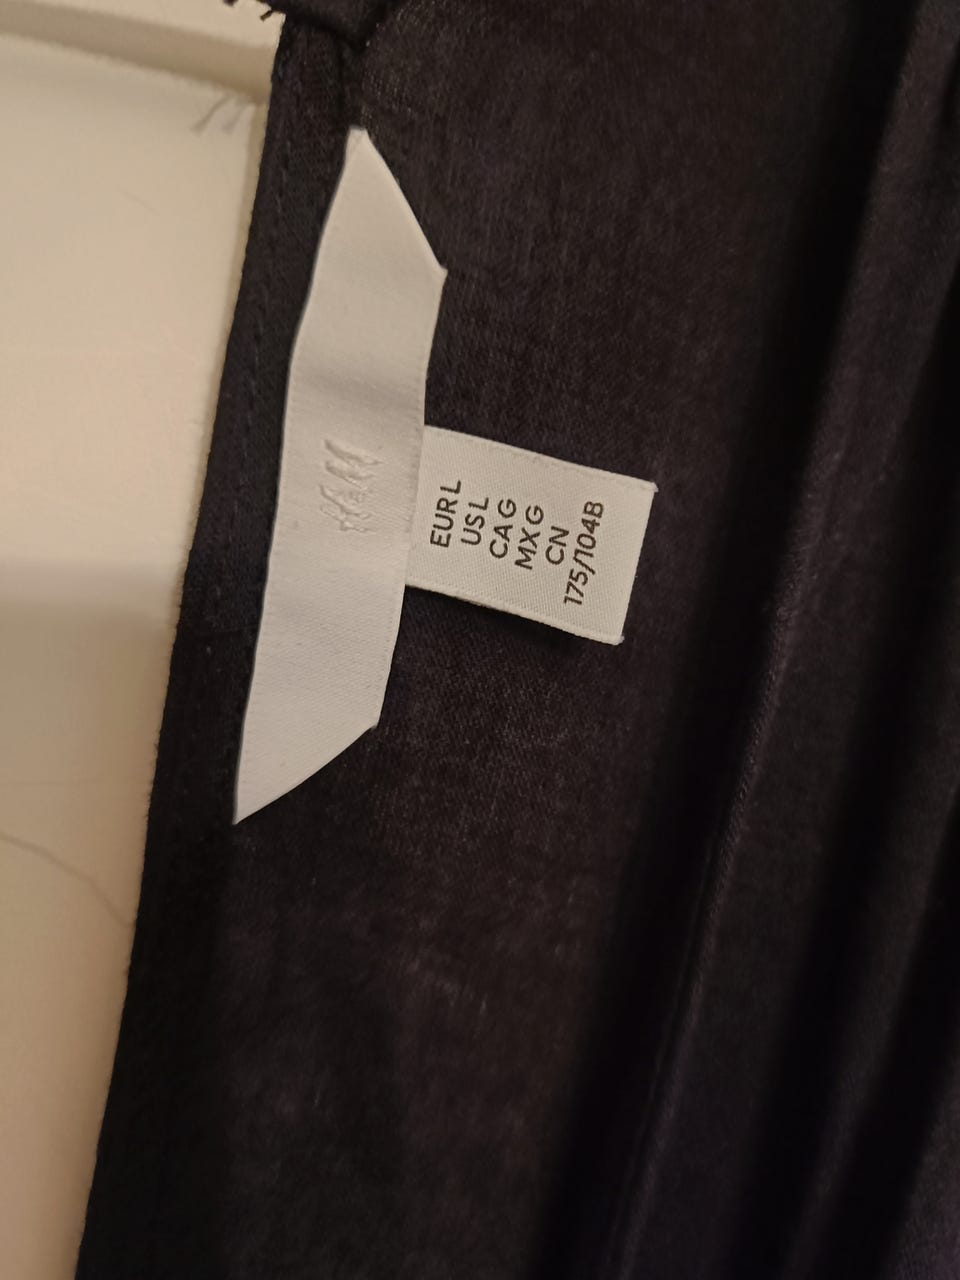 H&M
EUR L
US L
CA G
MX G
CN
175/104B